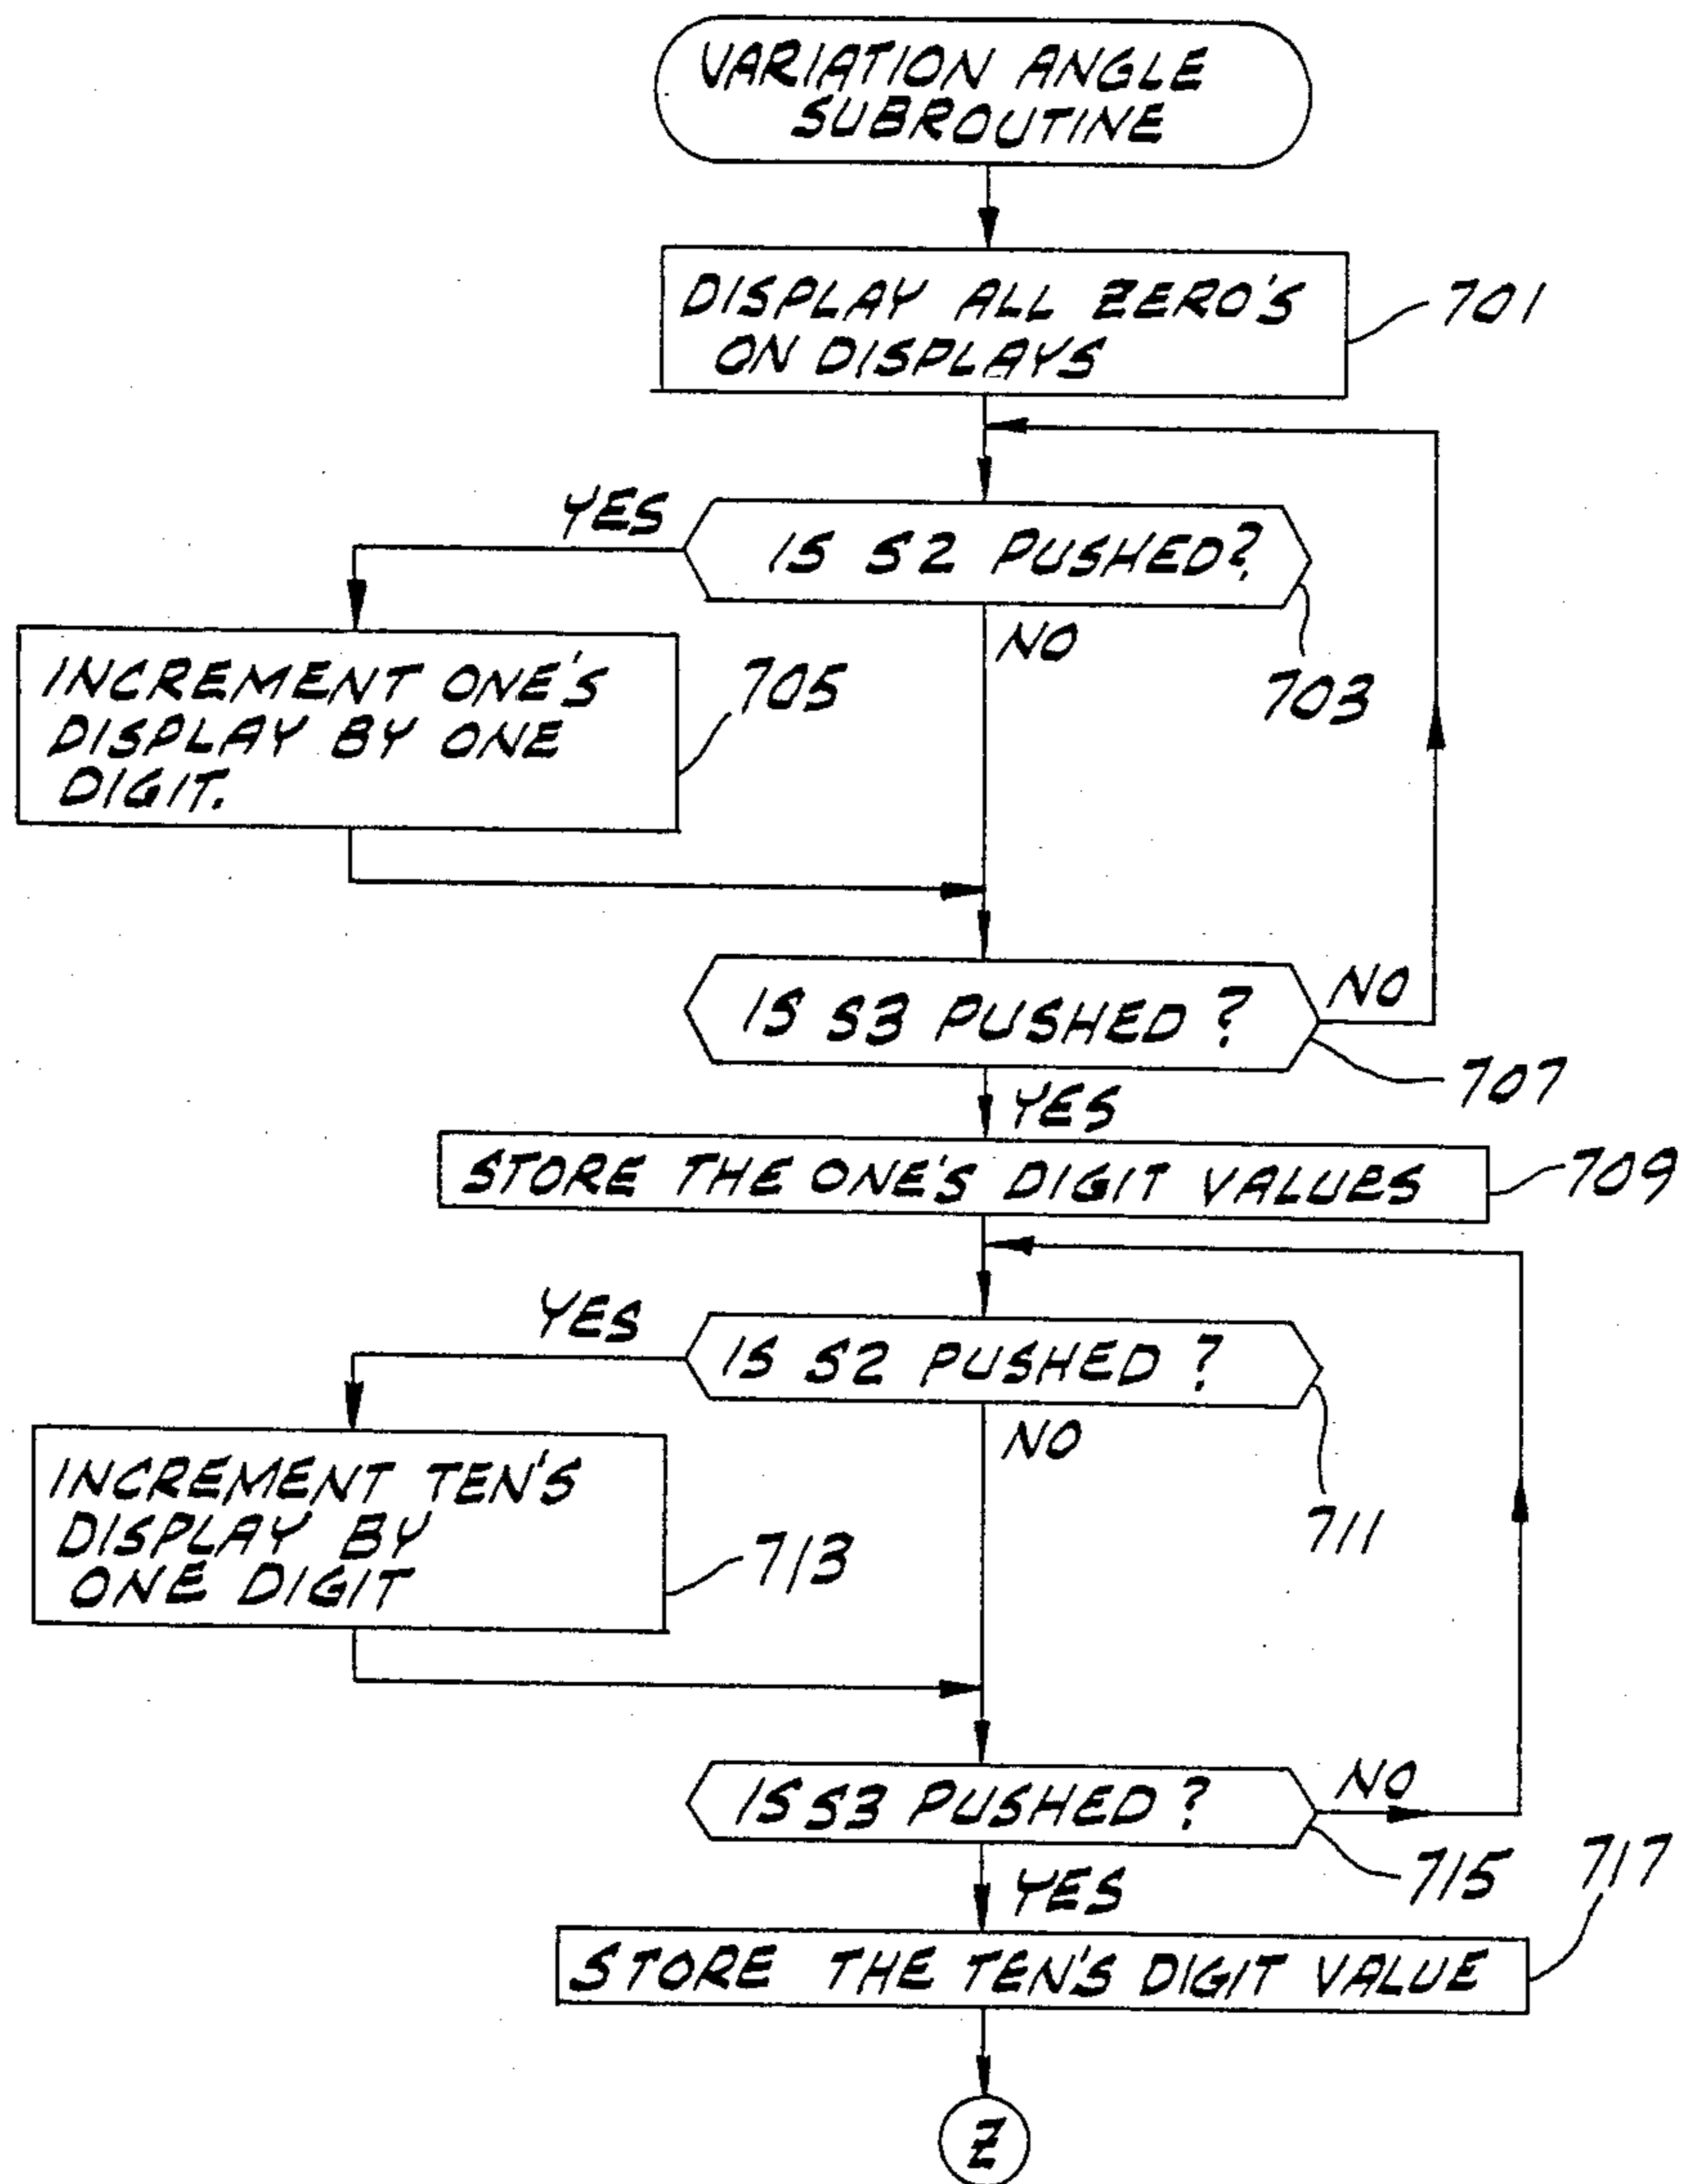 VARIATION ANGLE
SUBROUTINE
DISPLAY ALL ZERO'S
ON DISPLAYS
701
YES
IS S2 PUSHED?
NO
703
INCREMENT ONE'S
DISPLAY BY ONE
DIGIT.
705
IS S3 PUSHED?
NO
707
YES
STORE THE ONE'S DIGIT VALUES
709
YES
IS S2 PUSHED?
NO
711
INCREMENT TEN'S
DISPLAY BY
ONE DIGIT
713
IS S3 PUSHED?
NO
715
717
YES
STORE THE TEN'S DIGIT VALUE
Z